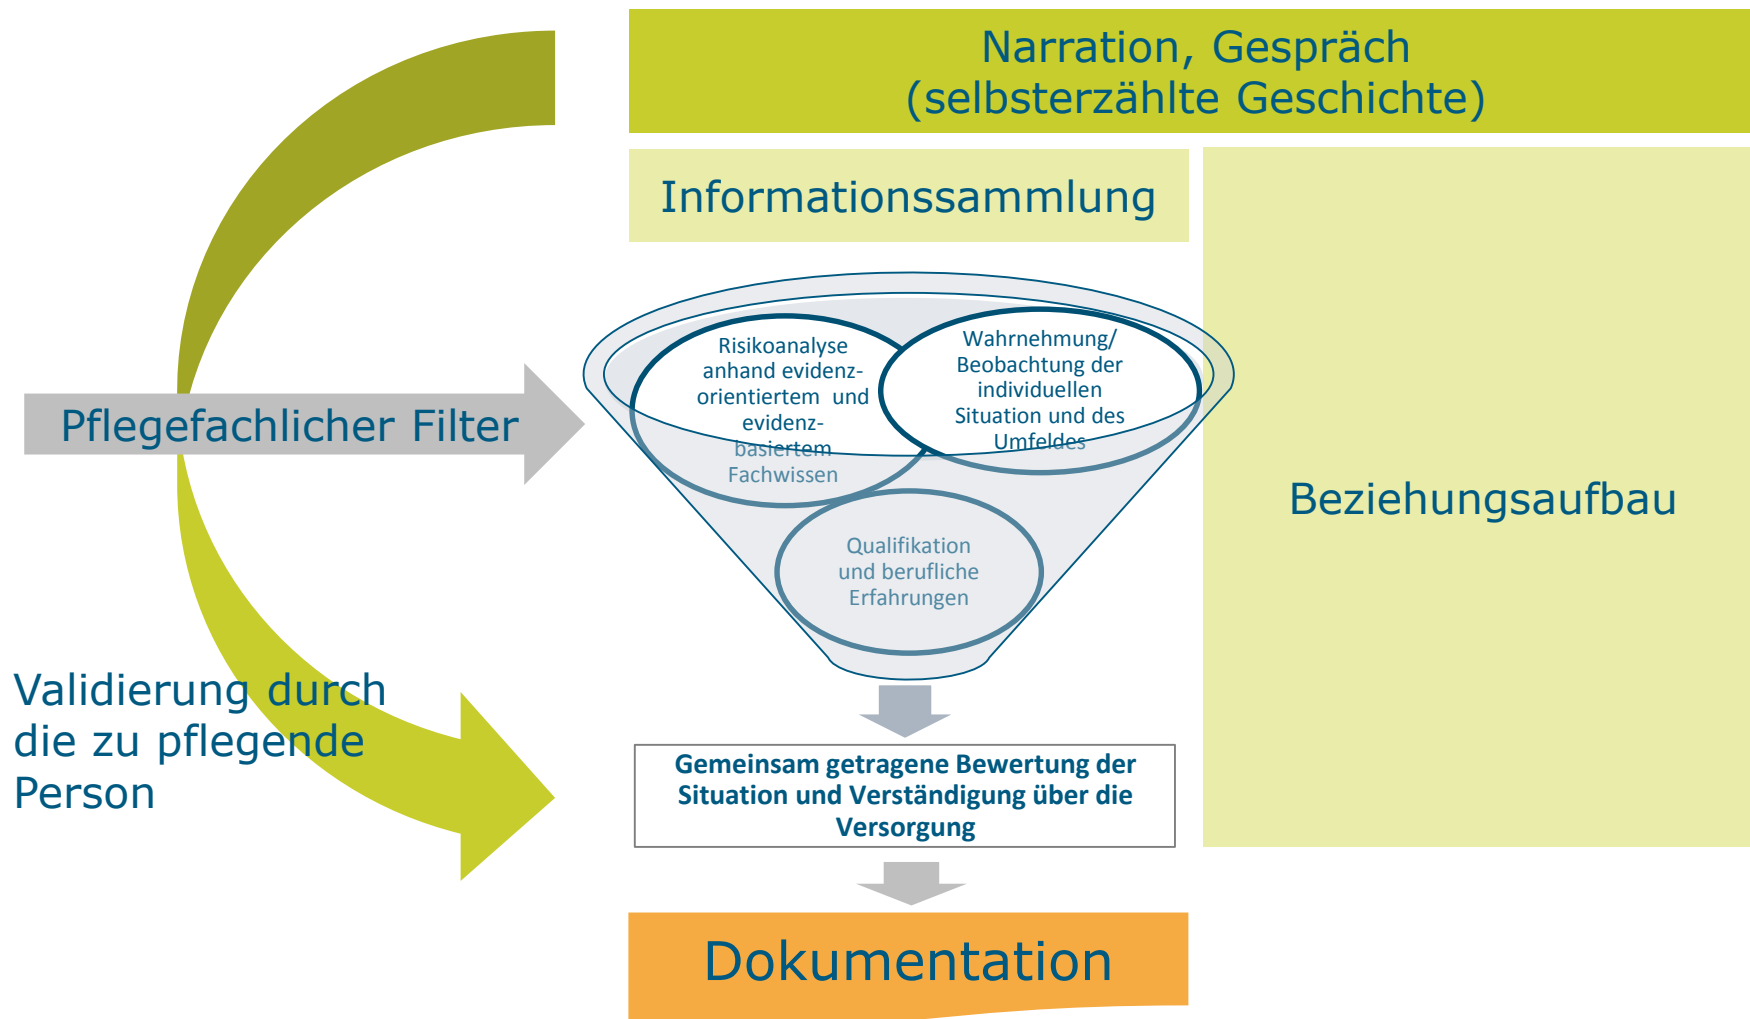 Narration, Gespräch
(selbsterzählte Geschichte)
Informationssammlung
Beziehungsaufbau
Pflegefachlicher Filter
Risikoanalyse
anhand evidenz-
orientiertem und
evidenz-
basiertem
Fachwissen
Wahrnehmung/
Beobachtung der
individuellen
Situation und des
Umfeldes
Qualifikation
und berufliche
Erfahrungen
Validierung durch
die zu pflegende
Person
Gemeinsam getragene Bewertung der
Situation und Verständigung über die
Versorgung
Dokumentation